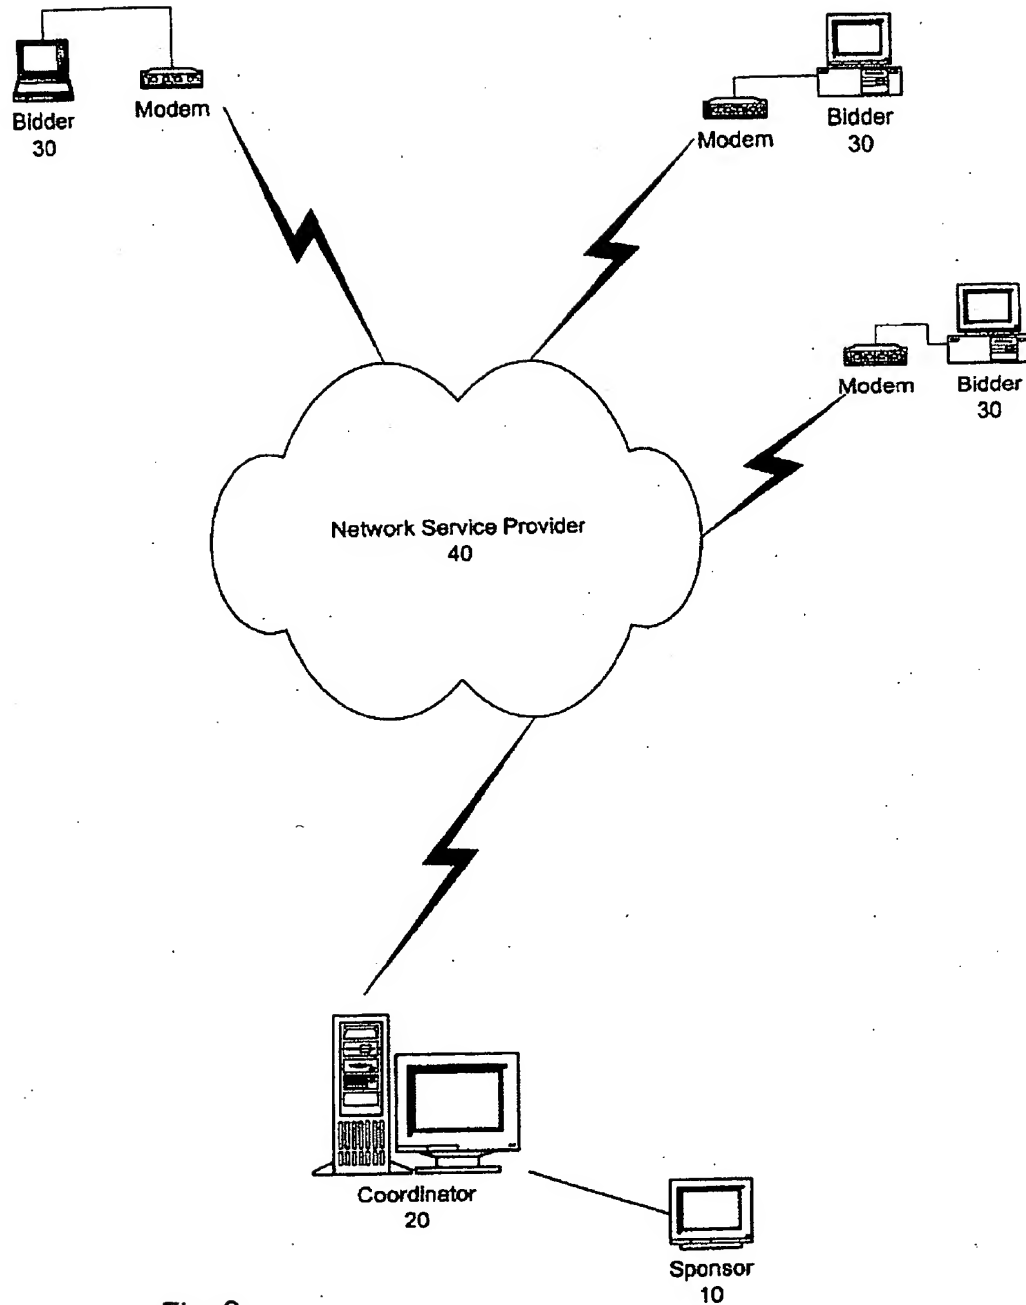 Bidder
30
Modem
Modem
Bidder
30
Modem
Bidder
30
Network Service Provider
40
Coordinator
20
Sponsor
10